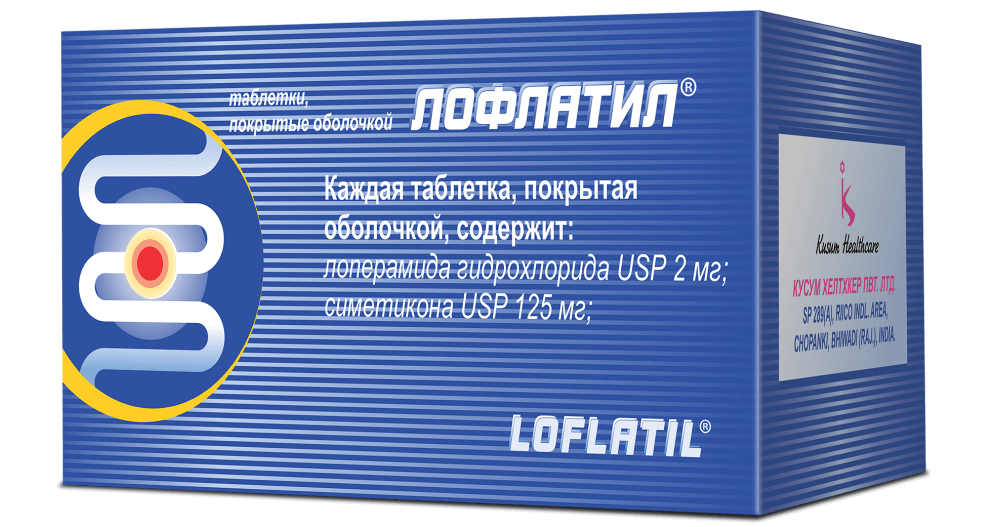 таблетки,
покрытые оболочкой
ЛОФЛАТИЛ®
Каждая таблетка, покрытая
оболочкой, содержит:
лоперамида гидрохлорида USP 2 мг;
симетикона USP 125 мг;
LOFLATIL®
Kusum Healthcare
КУСУМ ХЕЛТХКЕР ПВТ. ЛТД.
SP 289(A), RIICO INDL. AREA,
CHOPANKI, BHIWADI (RAJ.), INDIA.